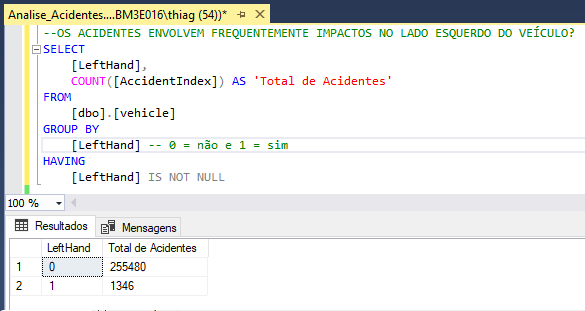 Analise_Acidentes....BM3E016\thiag (54))*
--OS ACIDENTES ENVOLVEM FREQUENTEMENTE IMPACTOS NO LADO ESQUERDO DO VEÍCULO?
SELECT
[LeftHand],
COUNT([AccidentIndex]) AS 'Total de Acidentes'
FROM
[dbo].[vehicle]
GROUP BY
[LeftHand] -- 0 = não e 1 = sim
HAVING
[LeftHand] IS NOT NULL
100 %
Resultados Mensagens
LeftHand Total de Acidentes
1 0 255480
2 1 1346